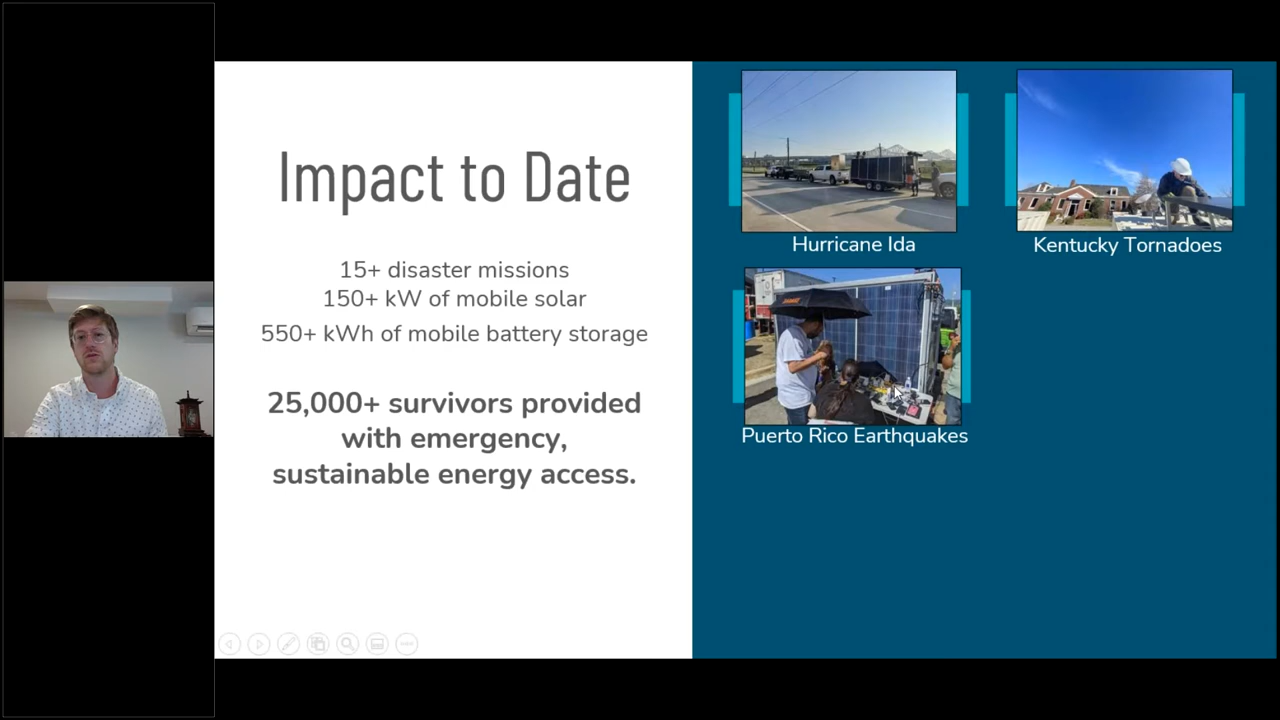 Impact to Date
15+ disaster missions
150+ kW of mobile solar
550+ kWh of mobile battery storage
25,000+ survivors provided
with emergency,
sustainable energy access.
Hurricane Ida
Kentucky Tornadoes
Puerto Rico Earthquakes